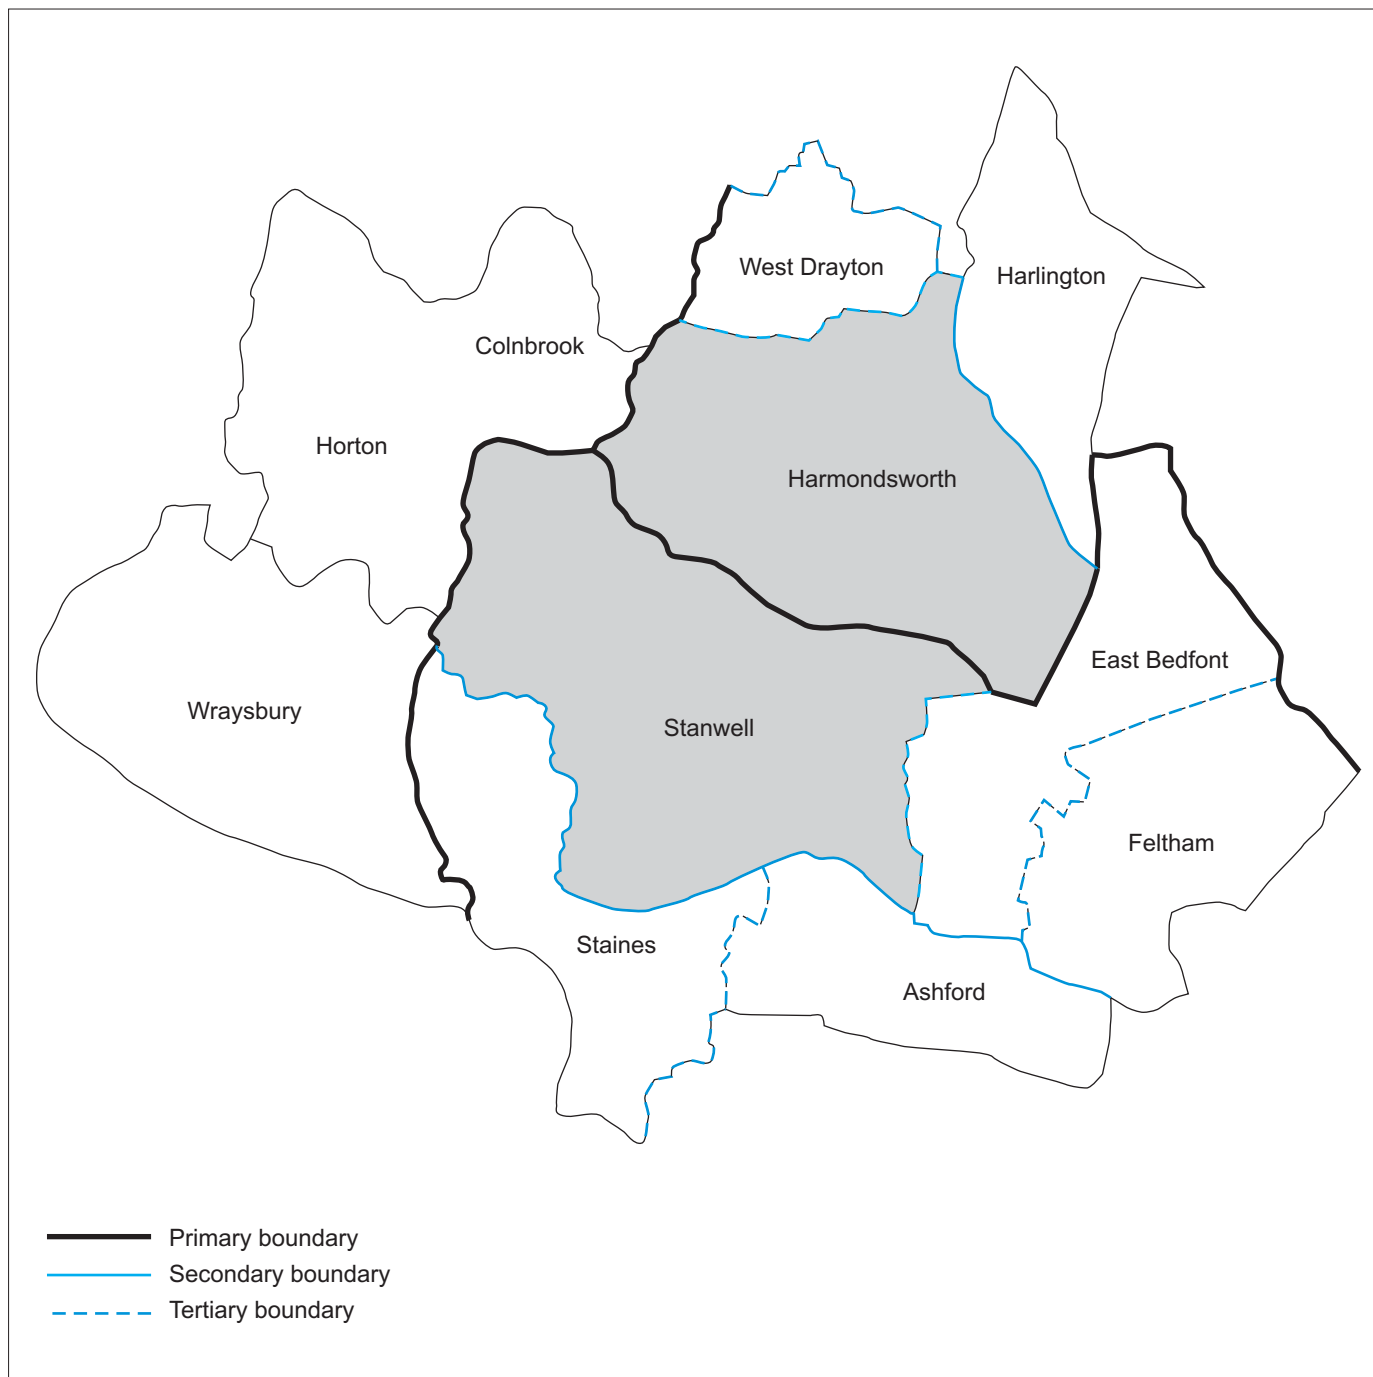 West Drayton
Harlington
Colnbrook
Horton
Harmondsworth
East Bedfont
Wraysbury
Stanwell
Feltham
Staines
Ashford
Primary boundary
Secondary boundary
Tertiary boundary